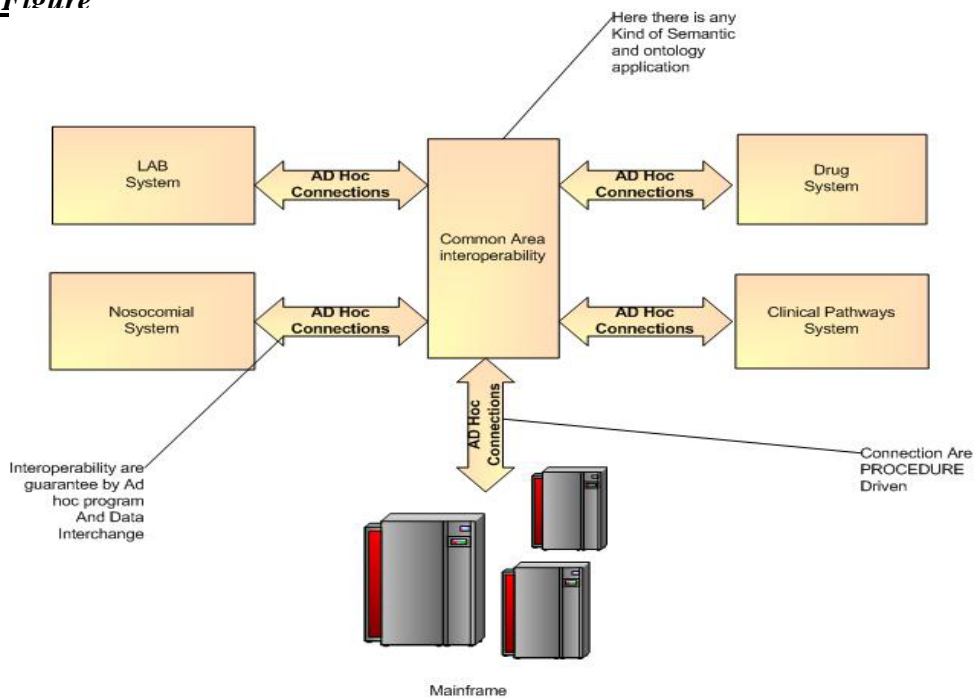 Figure
Here there is any
Kind of Semantic
and ontology
application
LAB
System
AD Hoc
Connections
Common Area
interoperability
AD Hoc
Connections
Drug
System
Nosocomial
System
AD Hoc
Connections
AD Hoc
Connections
Clinical Pathways
System
AD Hoc
Connections
Interoperability are
guarantee by Ad
hoc program
And Data
Interchange
Connection Are
PROCEDURE
Driven
Mainframe